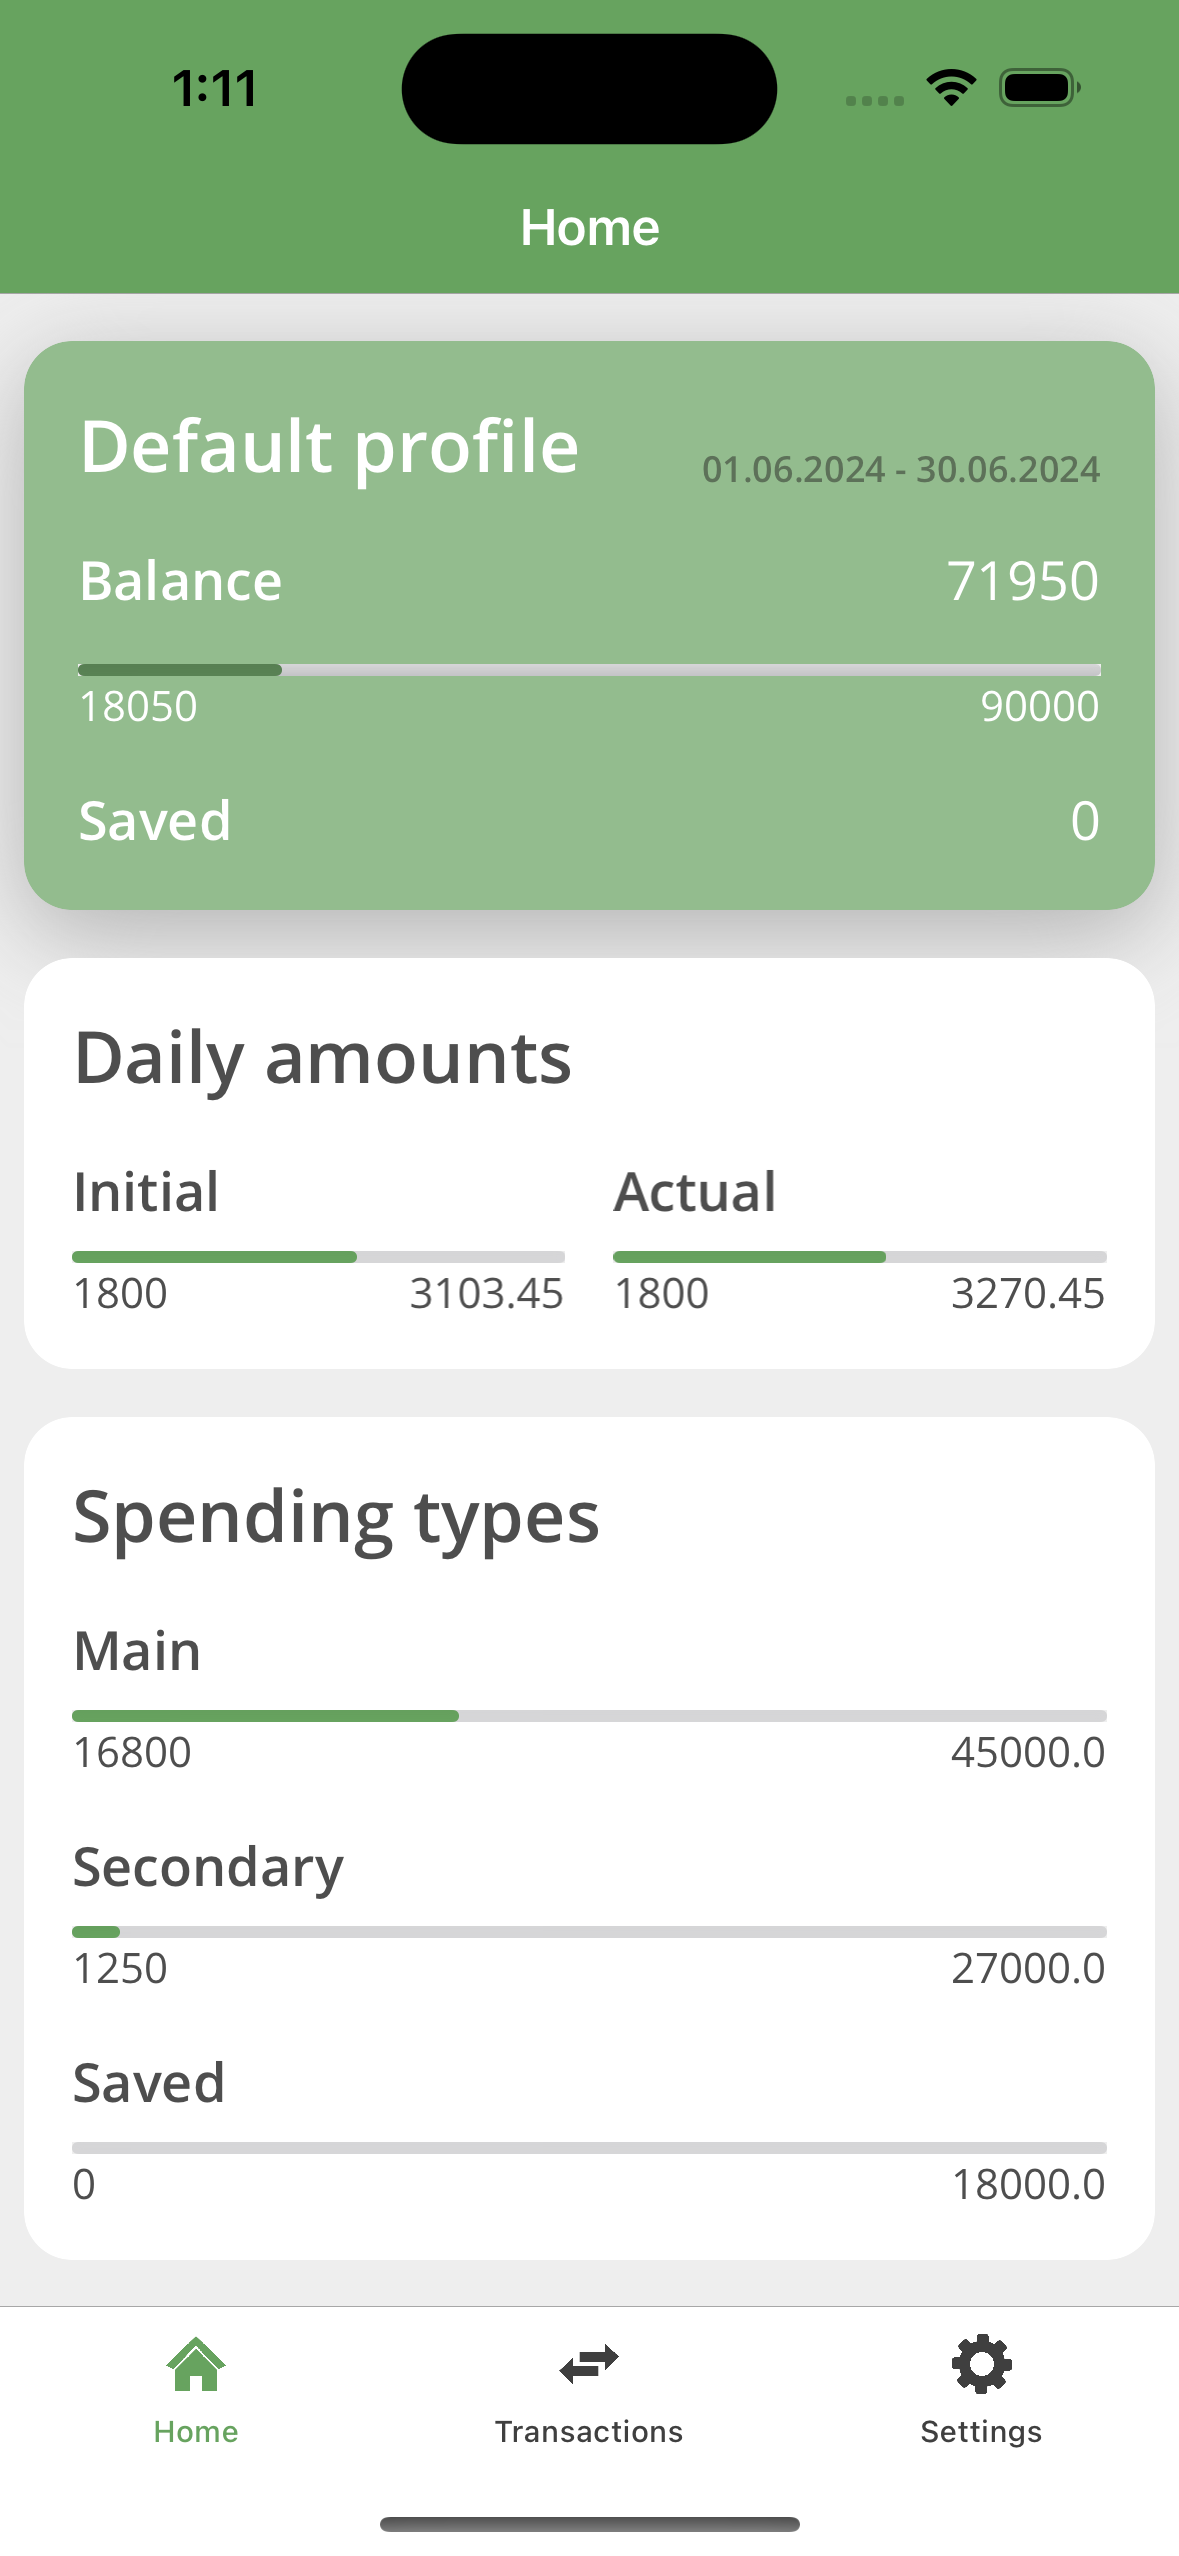 1:11
Home
Default profile 01.06.2024 - 30.06.2024
Balance 71950
18050 90000
Saved 0
Daily amounts
Initial Actual
1800 3103.45 1800 3270.45
Spending types
Main
16800 45000.0
Secondary
1250 27000.0
Saved
0 18000.0
Home Transactions Settings